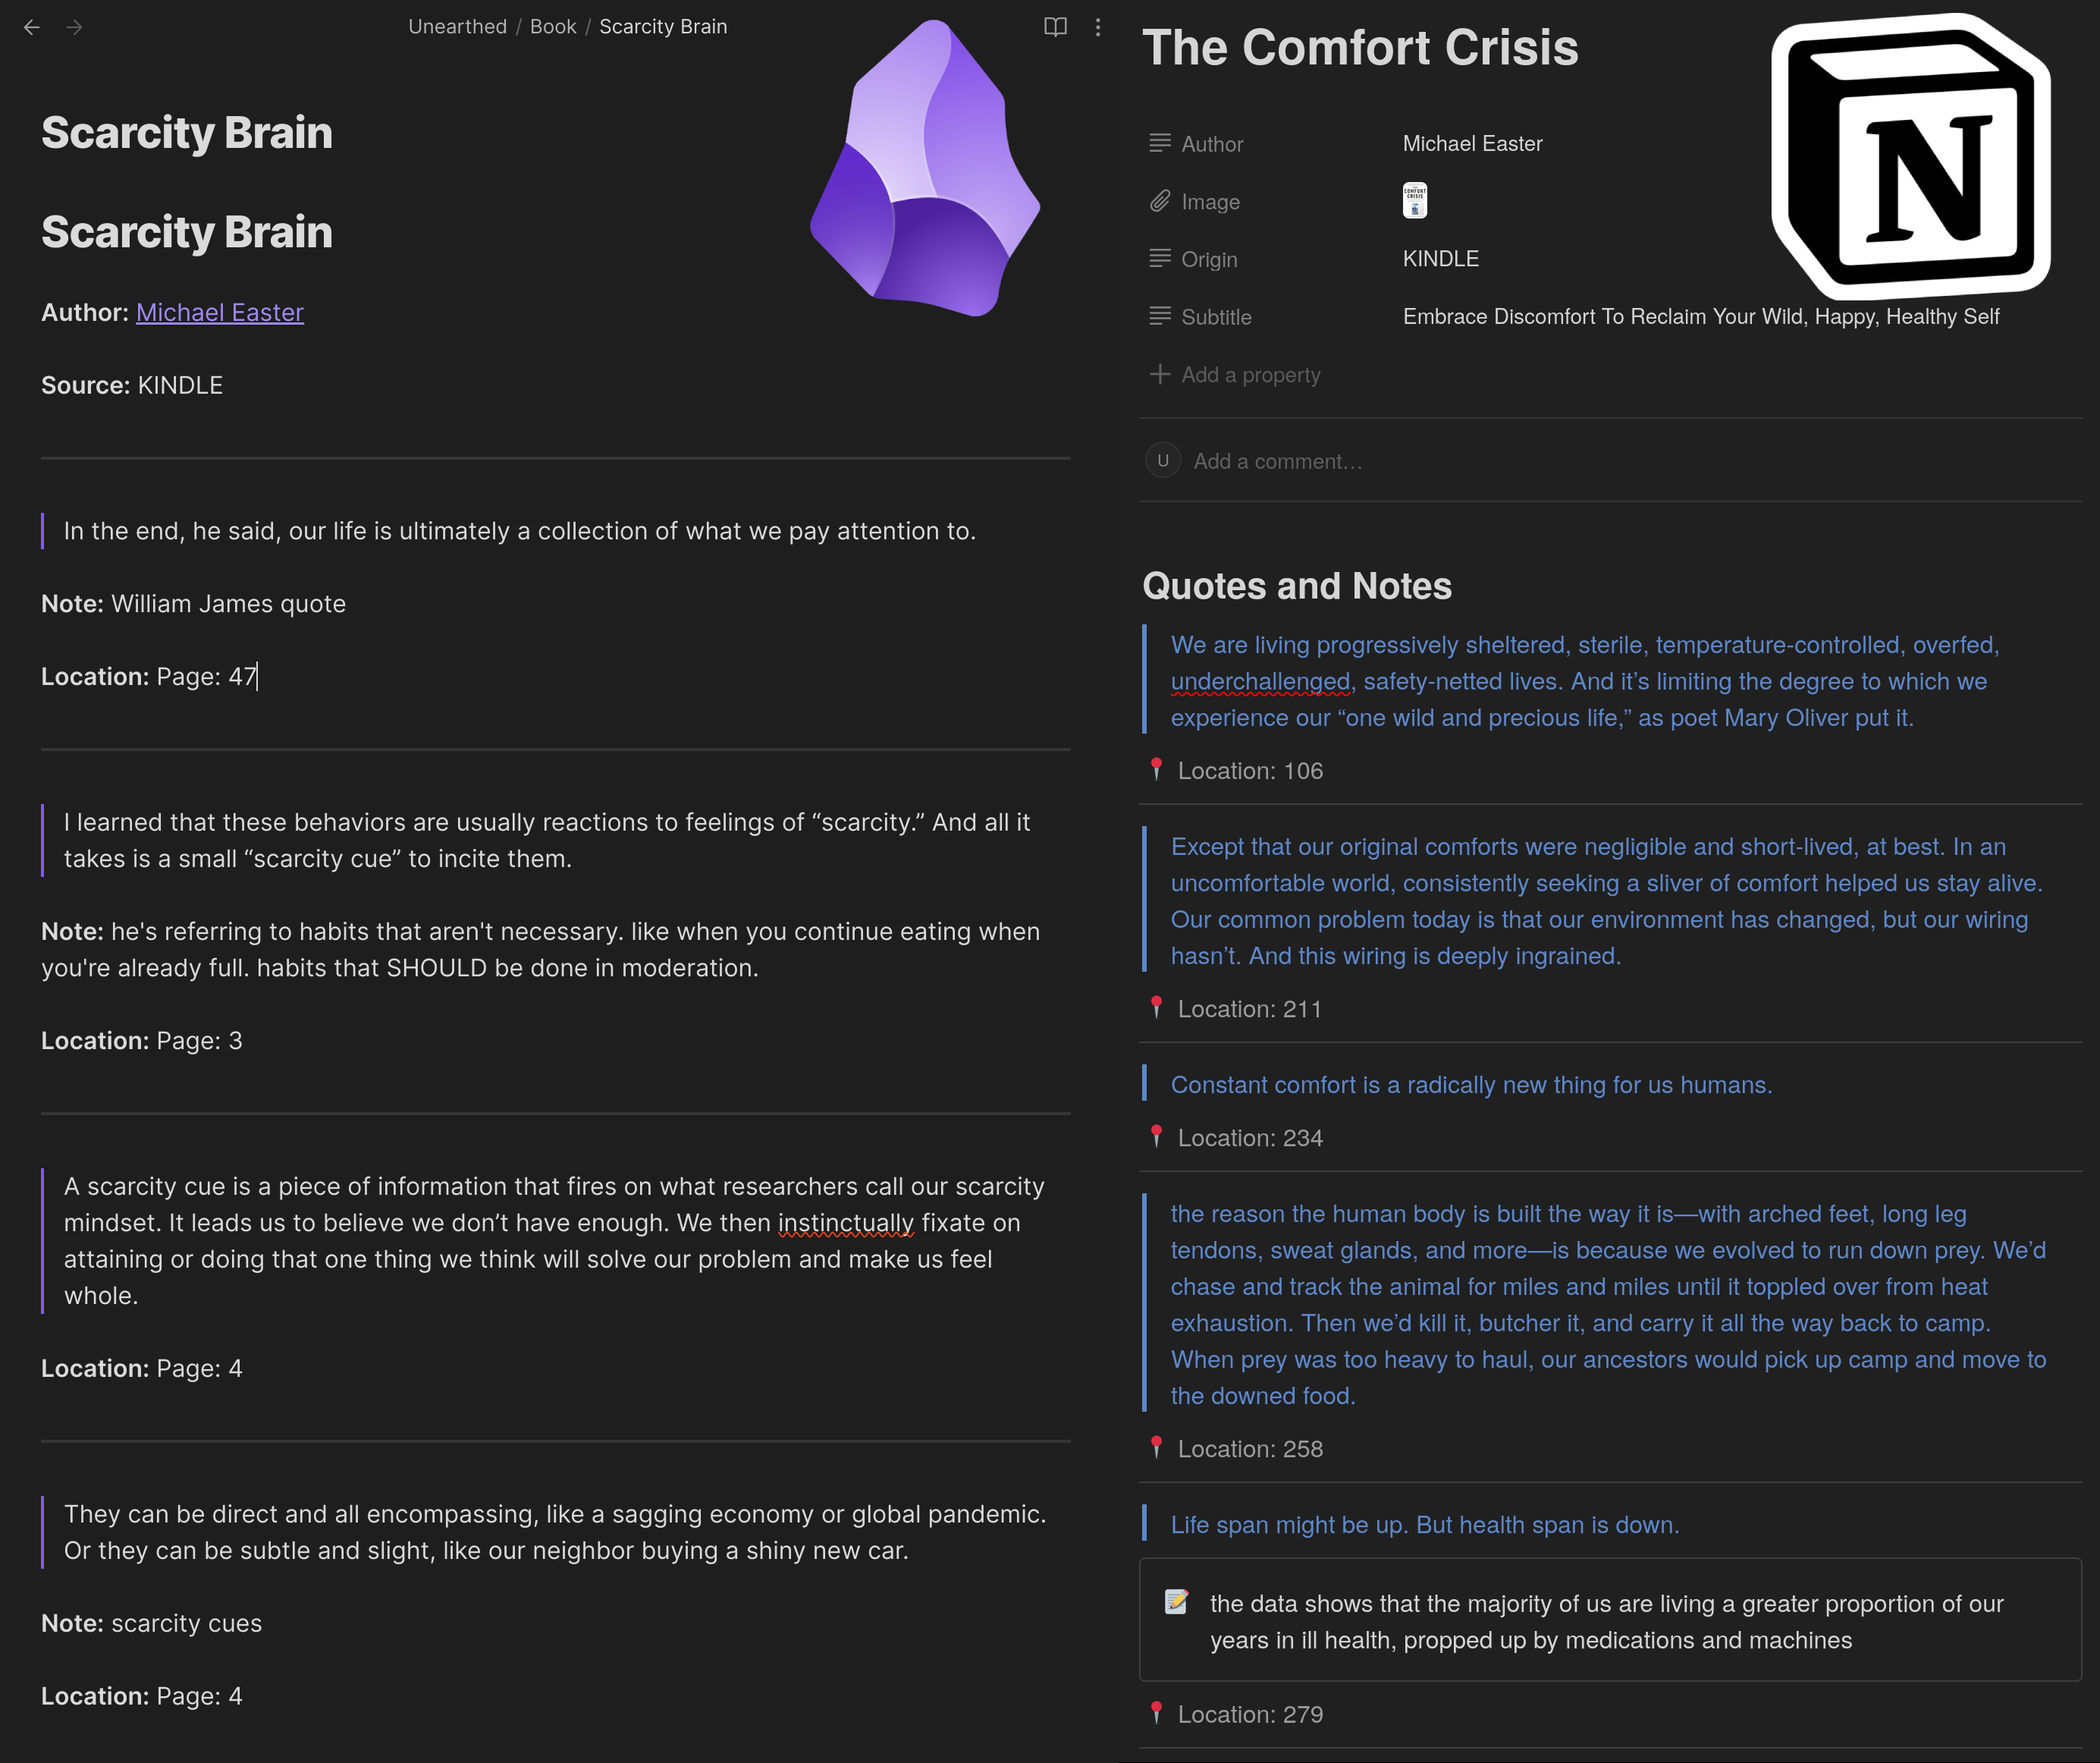 Unearthed / Book / Scarcity Brain
Scarcity Brain
Scarcity Brain
Author: Michael Easter
Source: KINDLE
In the end, he said, our life is ultimately a collection of what we pay attention to.
Note: William James quote
Location: Page: 47
I learned that these behaviors are usually reactions to feelings of “scarcity.” And all it
takes is a small “scarcity cue” to incite them.
Note: he's referring to habits that aren't necessary. like when you continue eating when
you're already full. habits that SHOULD be done in moderation.
Location: Page: 3
A scarcity cue is a piece of information that fires on what researchers call our scarcity
mindset. It leads us to believe we don’t have enough. We then instinctually fixate on
attaining or doing that one thing we think will solve our problem and make us feel
whole.
Location: Page: 4
They can be direct and all encompassing, like a sagging economy or global pandemic.
Or they can be subtle and slight, like our neighbor buying a shiny new car.
Note: scarcity cues
Location: Page: 4
The Comfort Crisis
N
Author Michael Easter
Image
COMFORT
CRISIS
Origin KINDLE
Subtitle Embrace Discomfort To Reclaim Your Wild, Happy, Healthy Self
Add a property
U Add a comment…
Quotes and Notes
We are living progressively sheltered, sterile, temperature-controlled, overfed,
underchallenged, safety-netted lives. And it’s limiting the degree to which we
experience our “one wild and precious life,” as poet Mary Oliver put it.
Location: 106
Except that our original comforts were negligible and short-lived, at best. In an
uncomfortable world, consistently seeking a sliver of comfort helped us stay alive.
Our common problem today is that our environment has changed, but our wiring
hasn’t. And this wiring is deeply ingrained.
Location: 211
Constant comfort is a radically new thing for us humans.
Location: 234
the reason the human body is built the way it is—with arched feet, long leg
tendons, sweat glands, and more—is because we evolved to run down prey. We’d
chase and track the animal for miles and miles until it toppled over from heat
exhaustion. Then we’d kill it, butcher it, and carry it all the way back to camp.
When prey was too heavy to haul, our ancestors would pick up camp and move to
the downed food.
Location: 258
Life span might be up. But health span is down.
the data shows that the majority of us are living a greater proportion of our
years in ill health, propped up by medications and machines
Location: 279